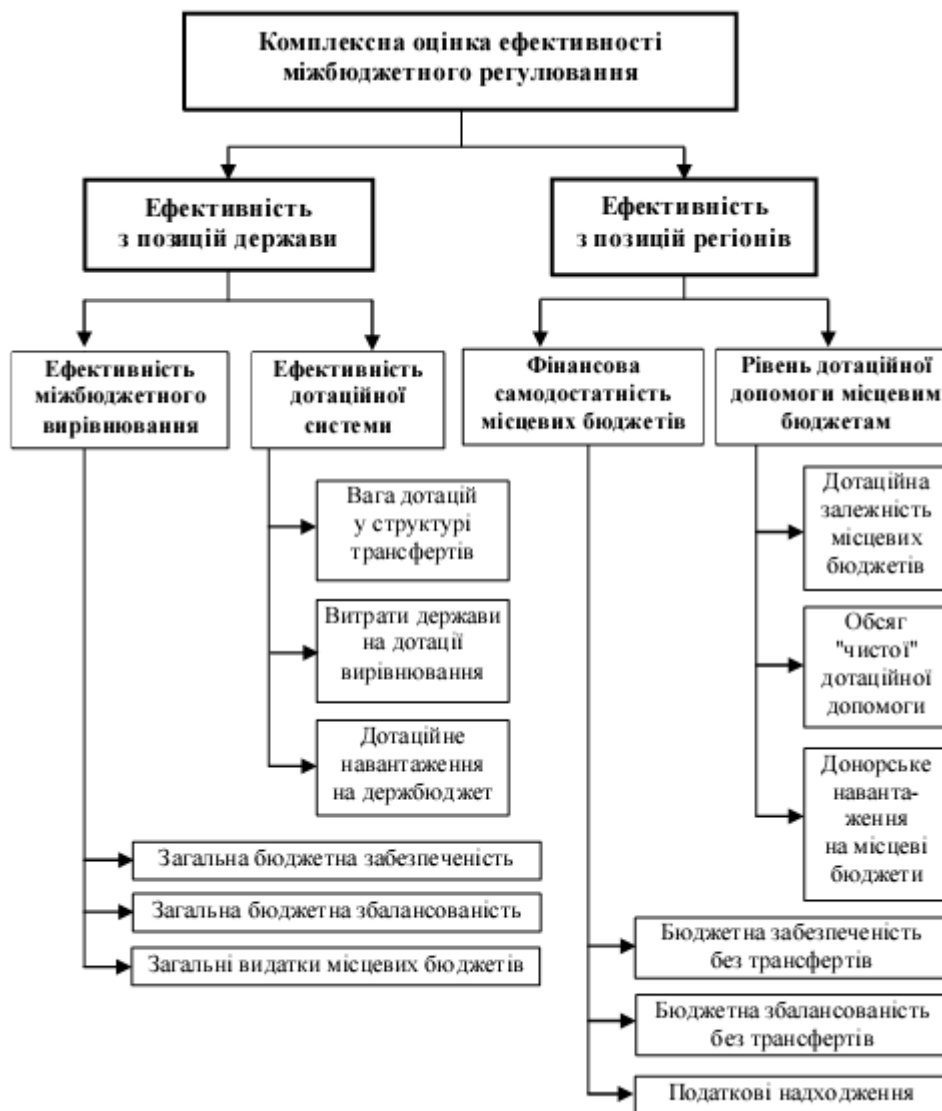 Комплексна оцінка ефективності
міжбюджетного регулювання
Ефективність
з позицій держави
Ефективність
з позицій регіонів
Ефективність
міжбюджетного
вирівнювання
Ефективність
дотаційної
системи
Фінансова
самодостатність
місцевих бюджетів
Рівень дотаційної
допомоги місцевим
бюджетам
Вага дотацій
у структурі
трансфертів
Витрати держави
на дотації
вирівнювання
Дотаційне
навантаження
на держбюджет
Дотаційна
залежність
місцевих
бюджетів
Обсяг
"чистої"
дотаційної
допомоги
Донорське
наванта-
ження
на місцеві
бюджети
Загальна бюджетна забезпеченість
Загальна бюджетна збалансованість
Загальні видатки місцевих бюджетів
Бюджетна забезпеченість
без трансфертів
Бюджетна збалансованість
без трансфертів
Податкові надходження